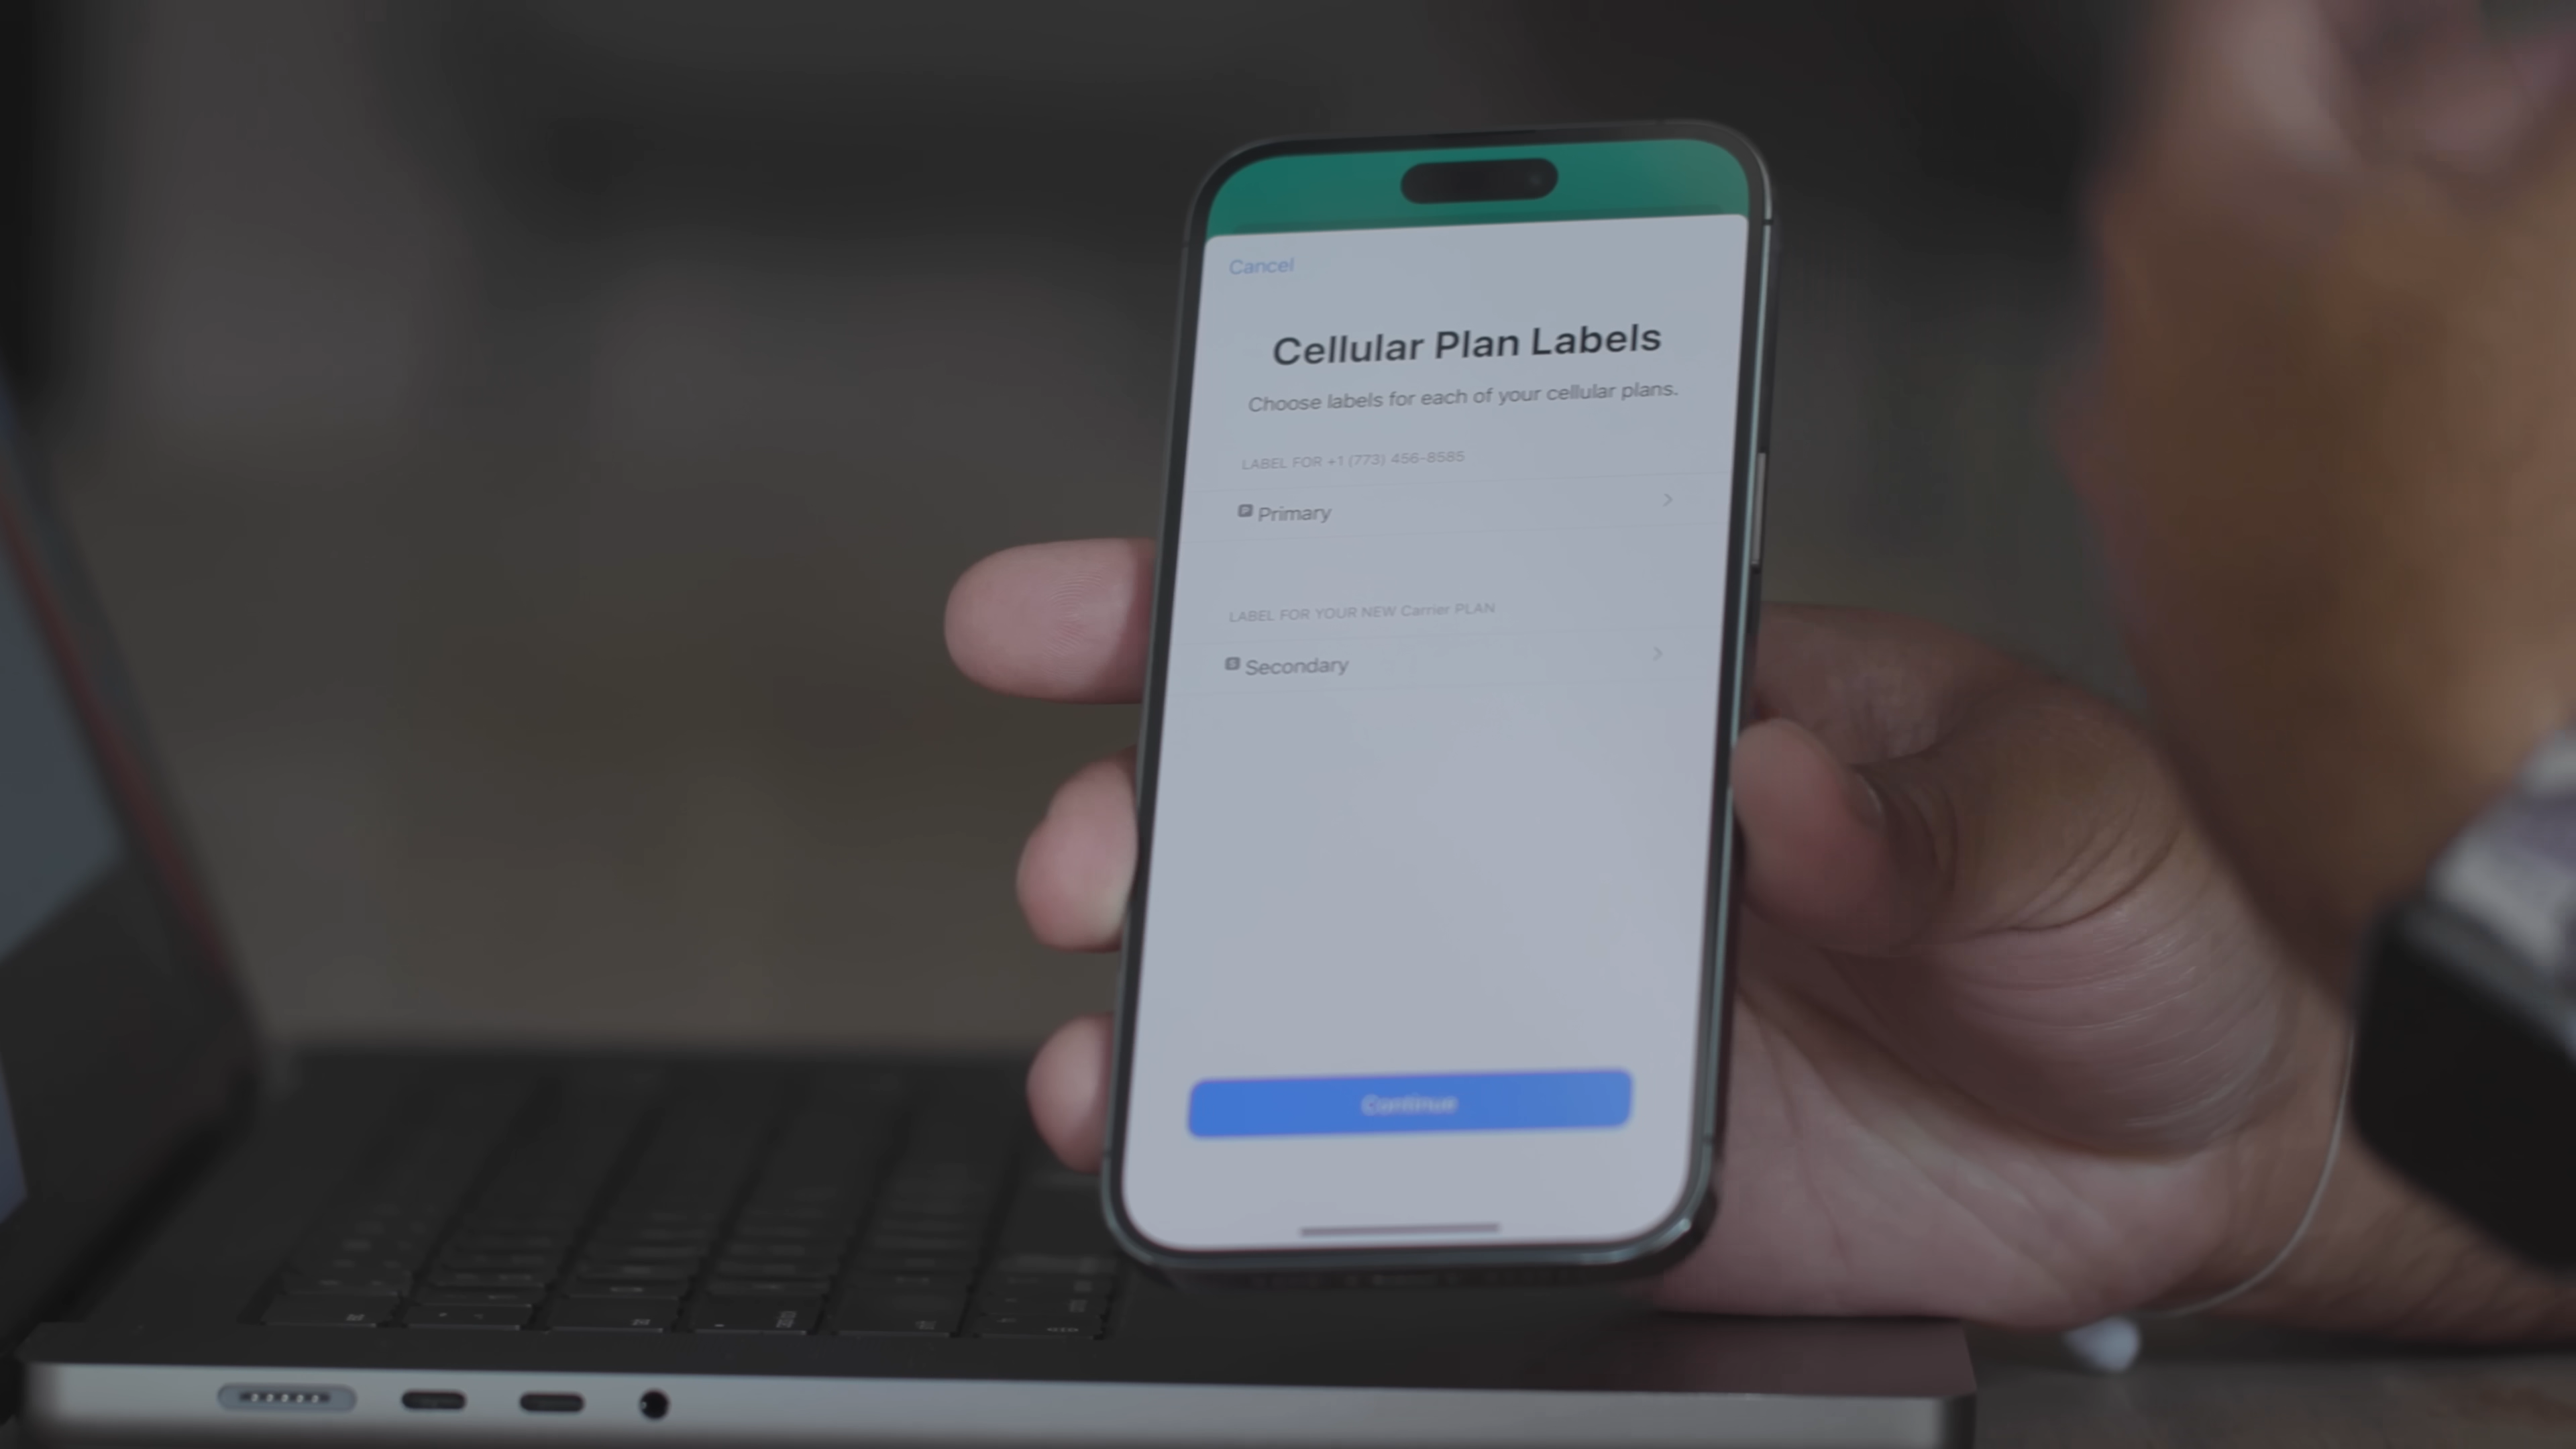 Cancel
Cellular Plan Labels
Choose labels for each of your cellular plans.
LABEL FOR +1 (773) 456-8585
P Primary
LABEL FOR YOUR NEW Carrier PLAN
S Secondary
Continue